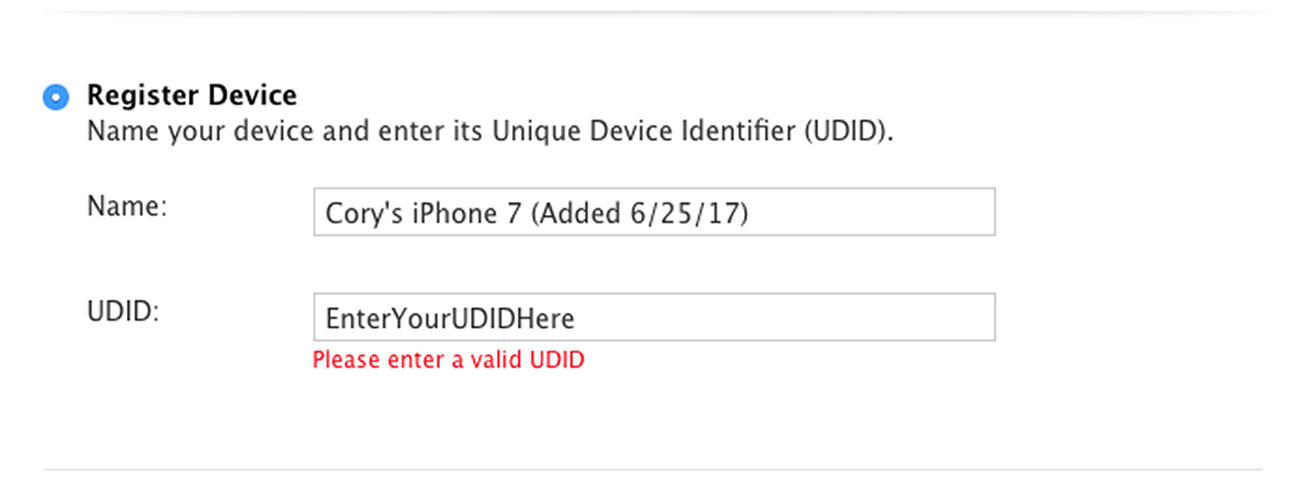 Register Device
Name your device and enter its Unique Device Identifier (UDID).
Name: Cory's iPhone 7 (Added 6/25/17)
UDID: EnterYourUDIDHere
Please enter a valid UDID